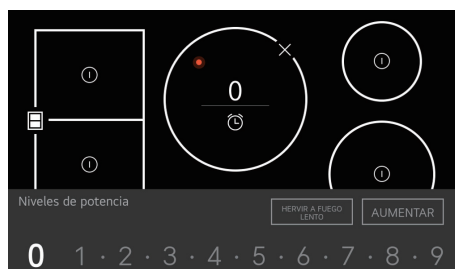 0
Niveles de potencia
HERVIR A FUEGO
LENTO
AUMENTAR
0 1 · 2 · 3 · 4 · 5 · 6 · 7 · 8 · 9